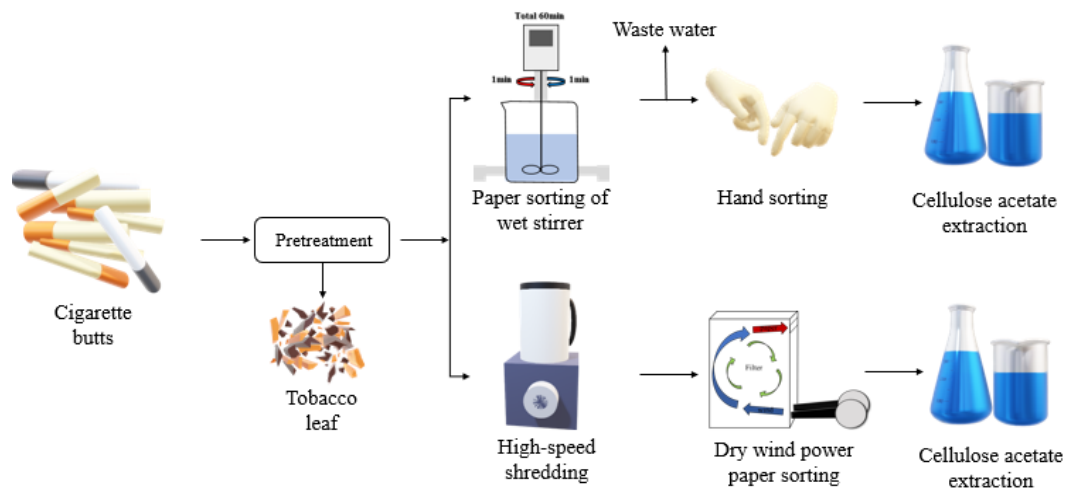 Total 60min
1min
1min
Waste water
Paper sorting of
wet stirrer
Hand sorting
Cellulose acetate
extraction
Cigarette
butts
Pretreatment
Tobacco
leaf
High-speed
shredding
Filter
Dry wind power
paper sorting
Cellulose acetate
extraction